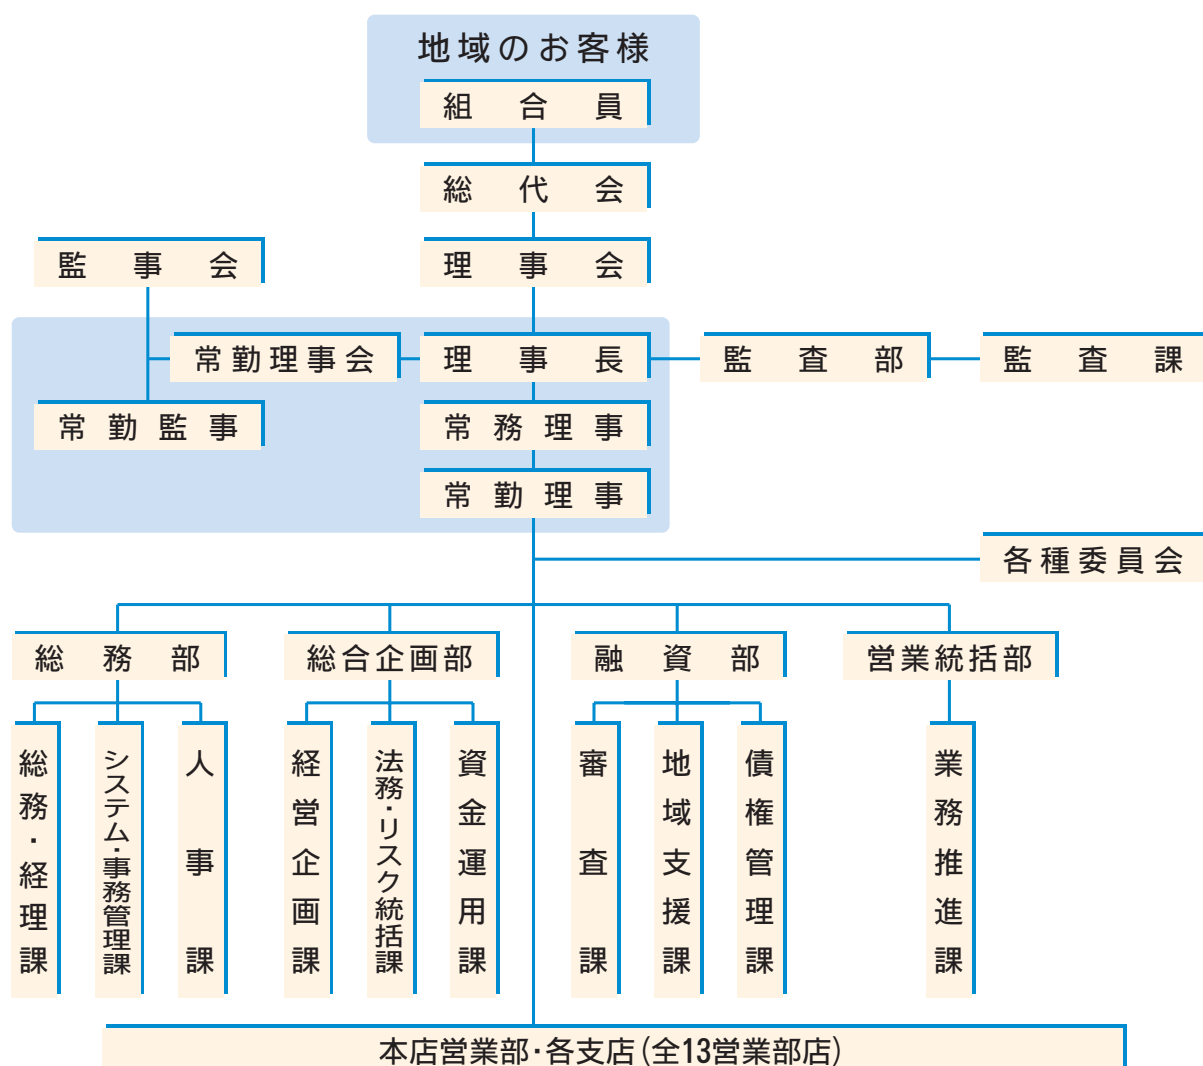 地域のお客様
組合員
総代会
監事会
理事会
常勤理事会
理事長
監査部
監査課
常勤監事
常務理事
常勤理事
各種委員会
総務部
総合企画部
融資部
営業統括部
総務・経理課
システム・事務管理課
人事課
経営企画課
法務・リスク統括課
資金運用課
審査課
地域支援課
債権管理課
業務推進課
本店営業部・各支店(全13営業部店)